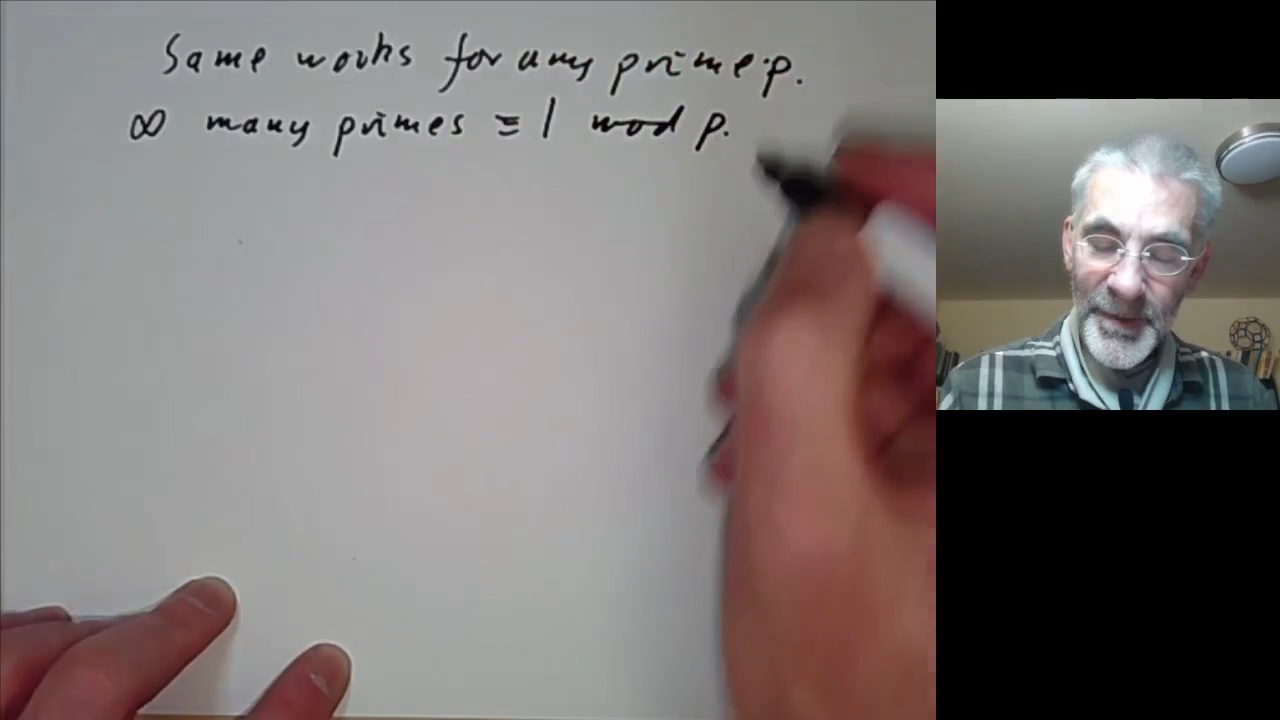 Same works for any prime p.
∞ many primes ≡ 1 mod p.